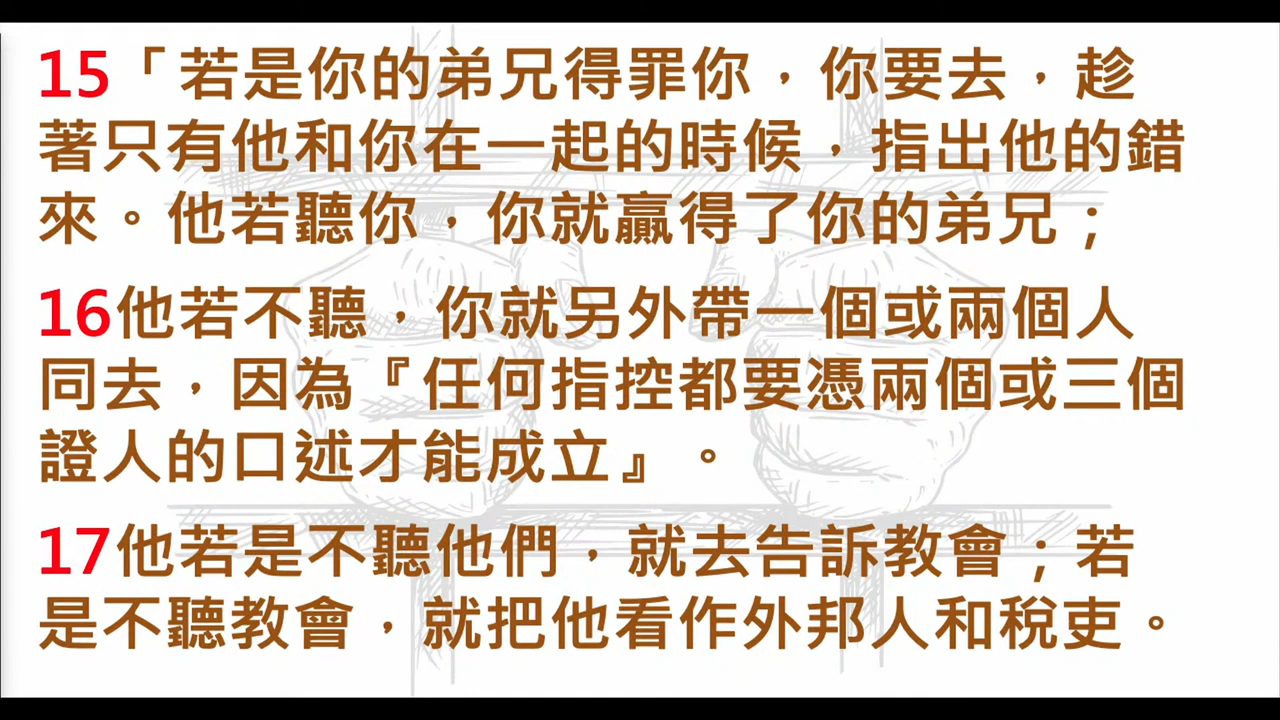 15「若是你的弟兄得罪你，你要去，趁
著只有他和你在一起的時候，指出他的錯
來。他若聽你，你就贏得了你的弟兄；
16他若不聽，你就另外帶一個或兩個人
同去，因為『任何指控都要憑兩個或三個
證人的口述才能成立』。
17他若是不聽他們，就去告訴教會；若
是不聽教會，就把他看作外邦人和稅吏。